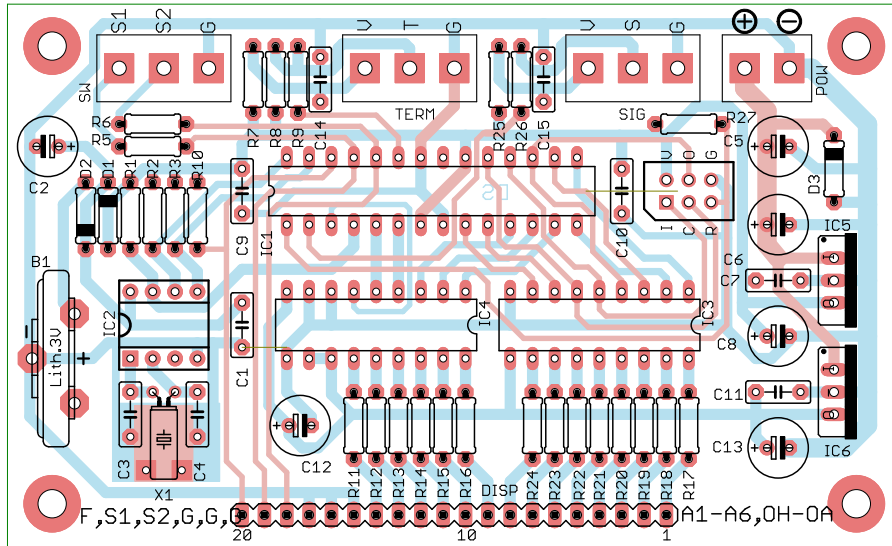 S1 S2 G
V T G
V S G
+ −
SW
TERM
SIG
POW
R6
R5
R7
R8
R9
C14
R25
R26
C15
R27
C5
C2
+
D2
D1
R1
R2
R3
R10
C9
IC1
C10
V O G
I C R
D3
IC5
C6
C7
B1
Lith.3V
−
+
IC2
C1
IC4
IC3
C8
C11
IC6
C13
C3
C4
X1
C12
R11
R12
R13
R14
R15
R16
DISP
R24
R23
R22
R21
R20
R19
R18
R17
F,S1,S2,G,G,G
A1-A6,OH-OA
20
10
1